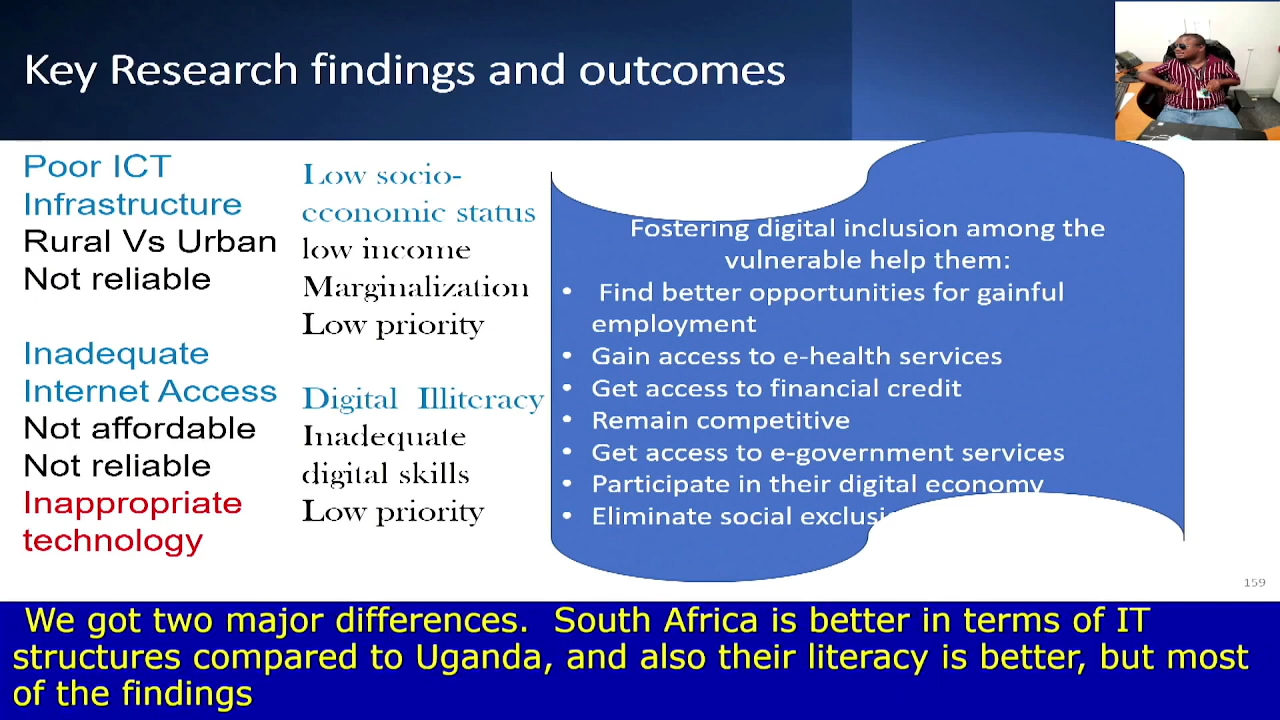 Key Research findings and outcomes
Poor ICT
Infrastructure
Rural Vs Urban
Not reliable
Inadequate
Internet Access
Not affordable
Not reliable
Inappropriate
technology
Low socio-
economic status
low income
Marginalization
Low priority
Digital Illiteracy
Inadequate
digital skills
Low priority
Fostering digital inclusion among the
vulnerable help them:
• Find better opportunities for gainful
employment
• Gain access to e-health services
• Get access to financial credit
• Remain competitive
• Get access to e-government services
• Participate in their digital economy
• Eliminate social
159
We got two major differences. South Africa is better in terms of IT
structures compared to Uganda, and also their literacy is better, but most
of the findings